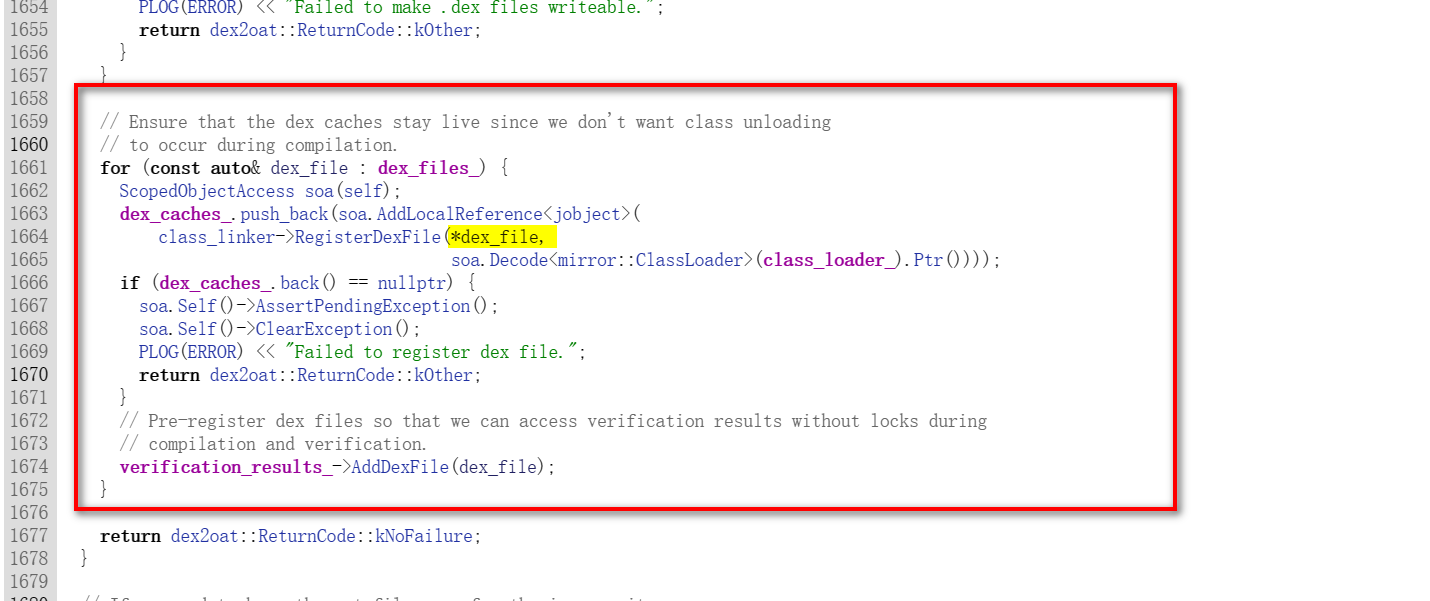 1654         PLOG(ERROR) << "Failed to make .dex files writeable.";
1655         return dex2oat::ReturnCode::kOther;
1656       }
1657     }
1658
1659     // Ensure that the dex caches stay live since we don't want class unloading
1660     // to occur during compilation.
1661     for (const auto& dex_file : dex_files_) {
1662       ScopedObjectAccess soa(self);
1663       dex_caches_.push_back(soa.AddLocalReference<jobject>(
1664           class_linker->RegisterDexFile(*dex_file,
1665                                         soa.Decode<mirror::ClassLoader>(class_loader_).Ptr())));
1666       if (dex_caches_.back() == nullptr) {
1667         soa.Self()->AssertPendingException();
1668         soa.Self()->ClearException();
1669         PLOG(ERROR) << "Failed to register dex file.";
1670         return dex2oat::ReturnCode::kOther;
1671       }
1672       // Pre-register dex files so that we can access verification results without locks during
1673       // compilation and verification.
1674       verification_results_->AddDexFile(dex_file);
1675     }
1676
1677     return dex2oat::ReturnCode::kNoFailure;
1678   }
1679